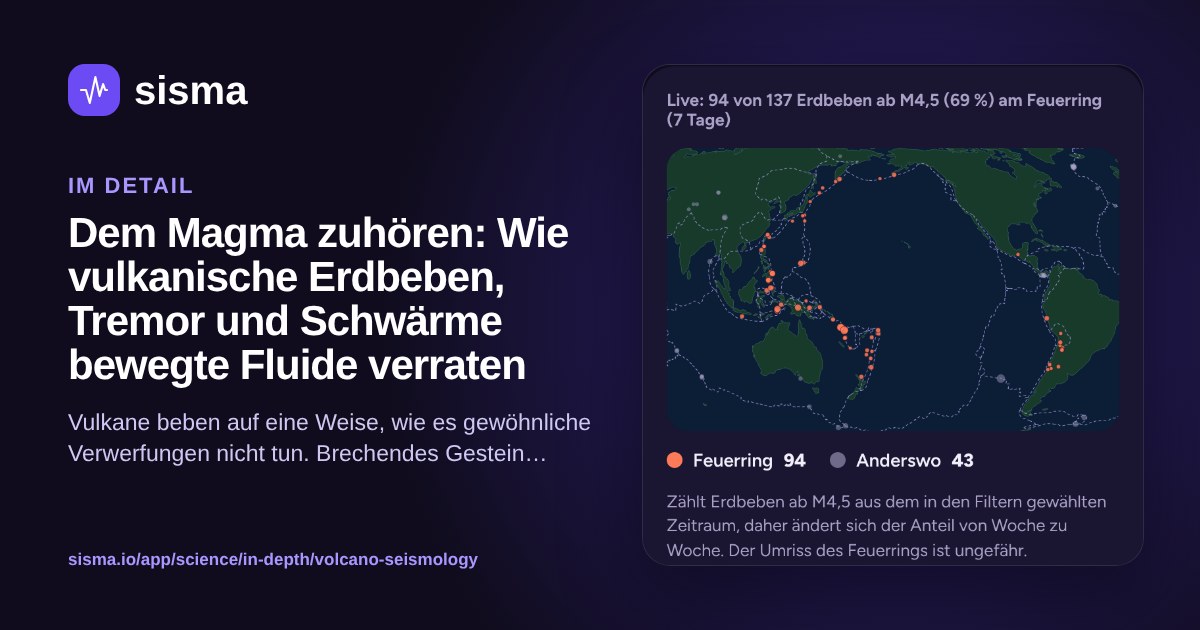 sisma
IM DETAIL
Dem Magma zuhören: Wie
vulkanische Erdbeben,
Tremor und Schwärme
bewegte Fluide verraten
Vulkane beben auf eine Weise, wie es gewöhnliche
Verwerfungen nicht tun. Brechendes Gestein…
sisma.io/app/science/in-depth/volcano-seismology
Live: 94 von 137 Erdbeben ab M4,5 (69 %) am Feuerring
(7 Tage)
Feuerring 94
Anderswo 43
Zählt Erdbeben ab M4,5 aus dem in den Filtern gewählten
Zeitraum, daher ändert sich der Anteil von Woche zu
Woche. Der Umriss des Feuerrings ist ungefähr.